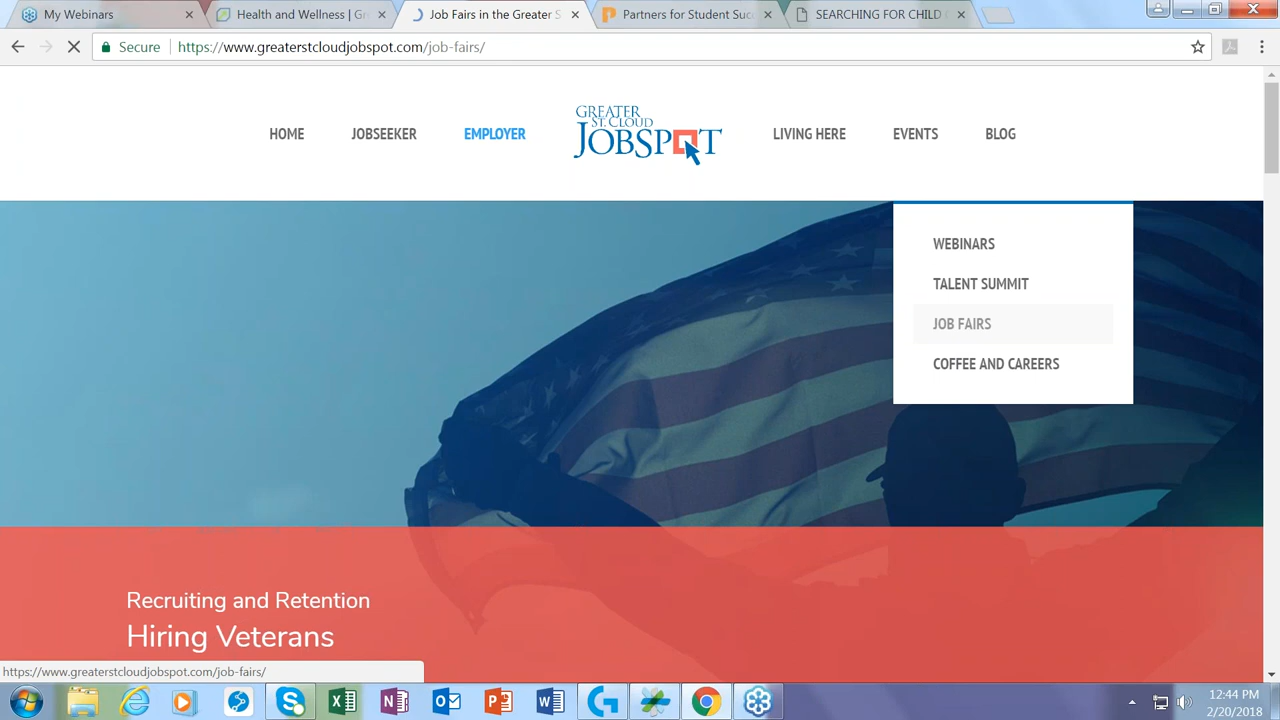 My Webinars
Health and Wellness | Gr
Job Fairs in the Greater S
Partners for Student Suc
SEARCHING FOR CHILD
Secure
https://www.greaterstcloudjobspot.com/job-fairs/
HOME
JOBSEEKER
EMPLOYER
GREATER
ST. CLOUD
JOBSPOT
LIVING HERE
EVENTS
BLOG
WEBINARS
TALENT SUMMIT
JOB FAIRS
COFFEE AND CAREERS
Recruiting and Retention
Hiring Veterans
https://www.greaterstcloudjobspot.com/job-fairs/
12:44 PM
2/20/2018